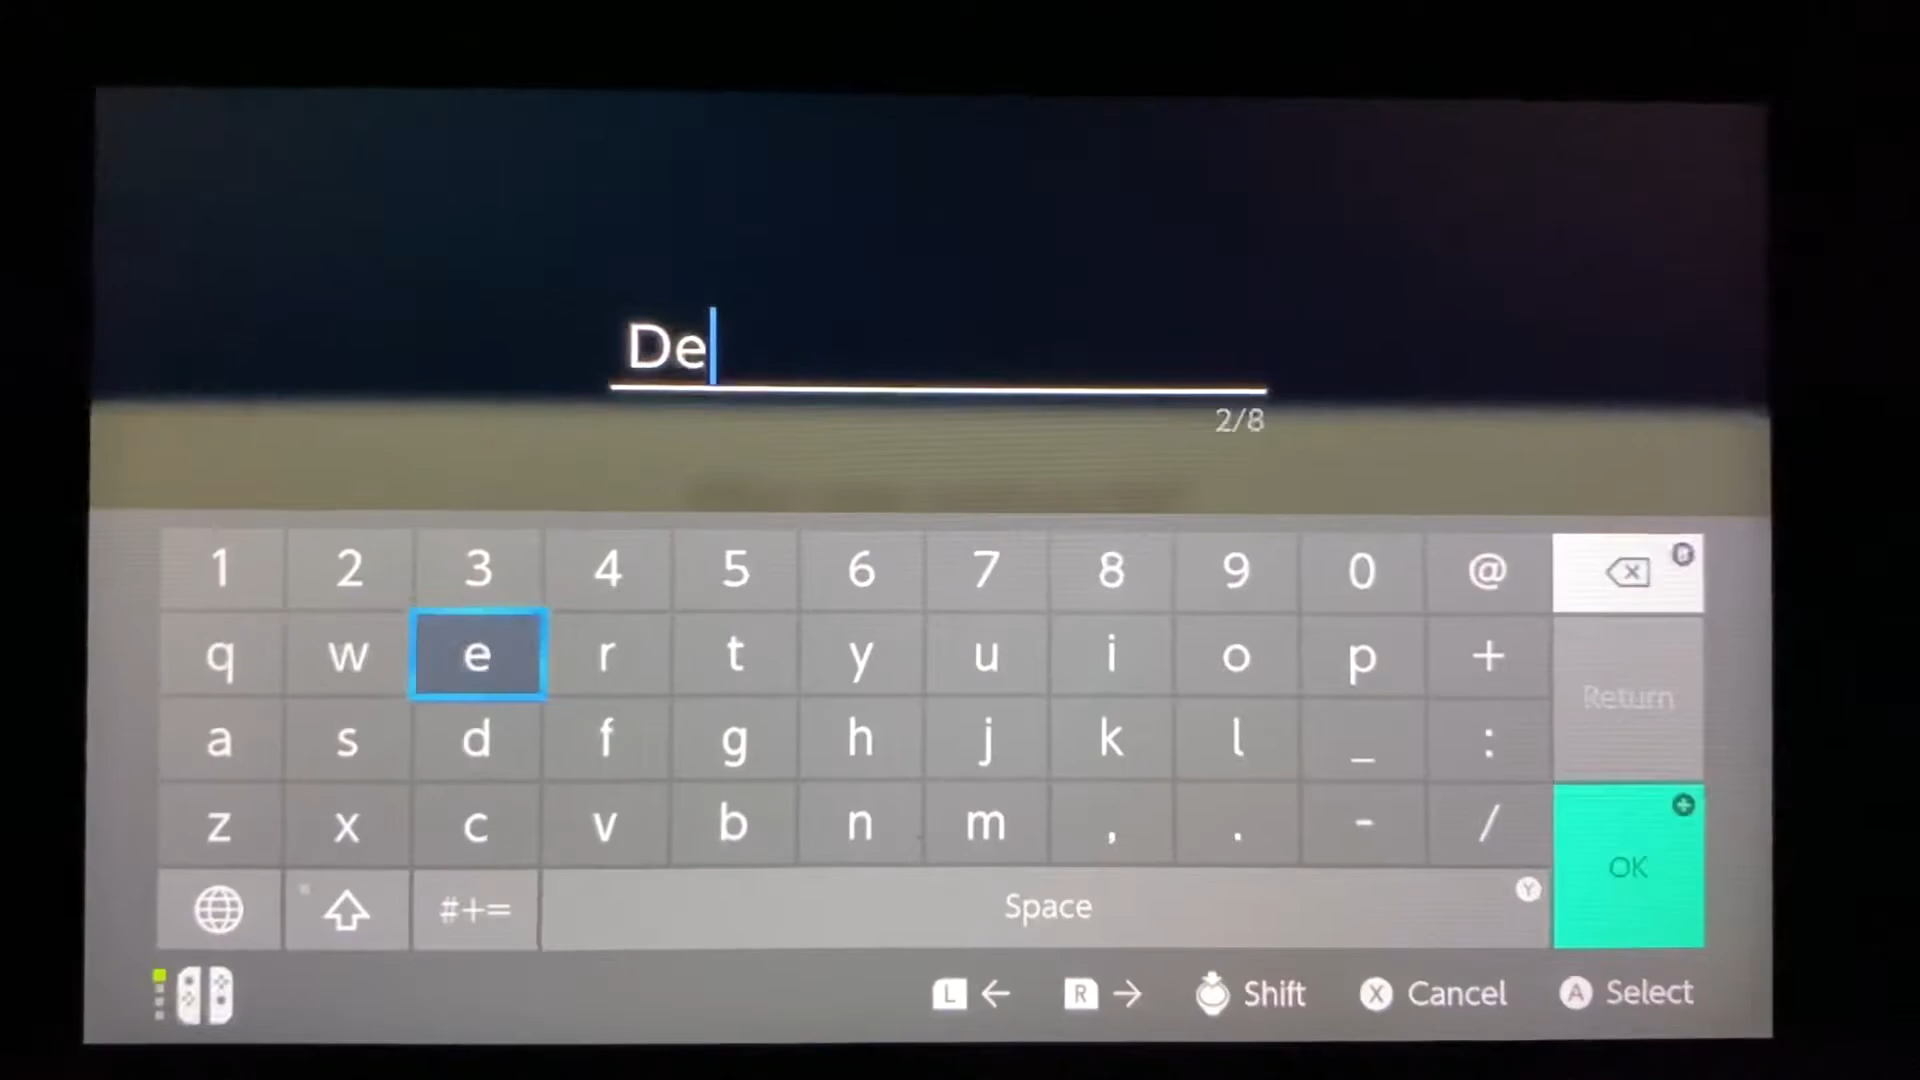 De
2/8
1 2 3 4 5 6 7 8 9 0 @
q w e r t y u i o p +
Return
a s d f g h j k l _ :
z x c v b n m , . - /
OK
#+= Space Y
L ← R → Shift X Cancel A Select